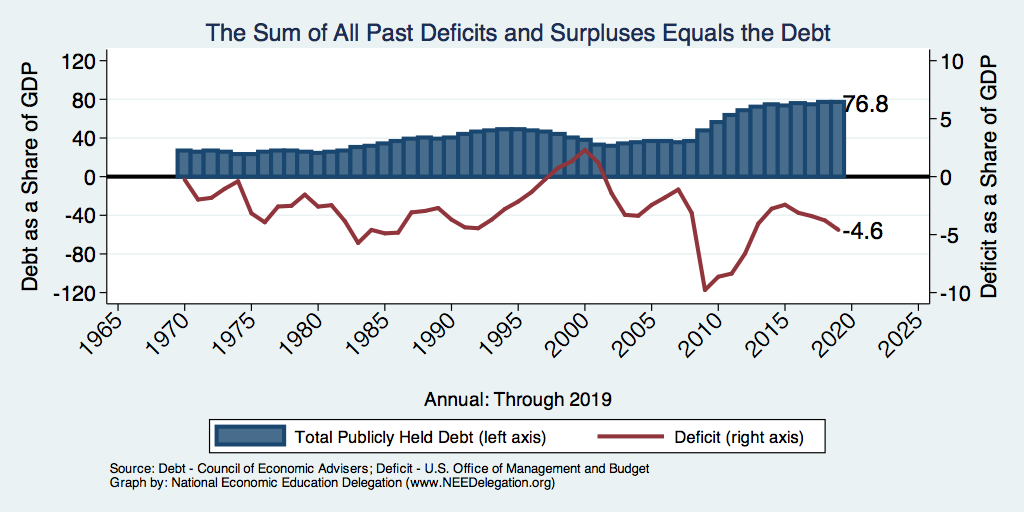 The Sum of All Past Deficits and Surpluses Equals the Debt
Debt as a Share of GDP
120
80
40
0
-40
-80
-120
10
5
0
-5
-10
Deficit as a Share of GDP
76.8
-4.6
1965 1970 1975 1980 1985 1990 1995 2000 2005 2010 2015 2020 2025
Annual: Through 2019
Total Publicly Held Debt (left axis) Deficit (right axis)
Source: Debt - Council of Economic Advisers; Deficit - U.S. Office of Management and Budget
Graph by: National Economic Education Delegation (www.NEEDelegation.org)